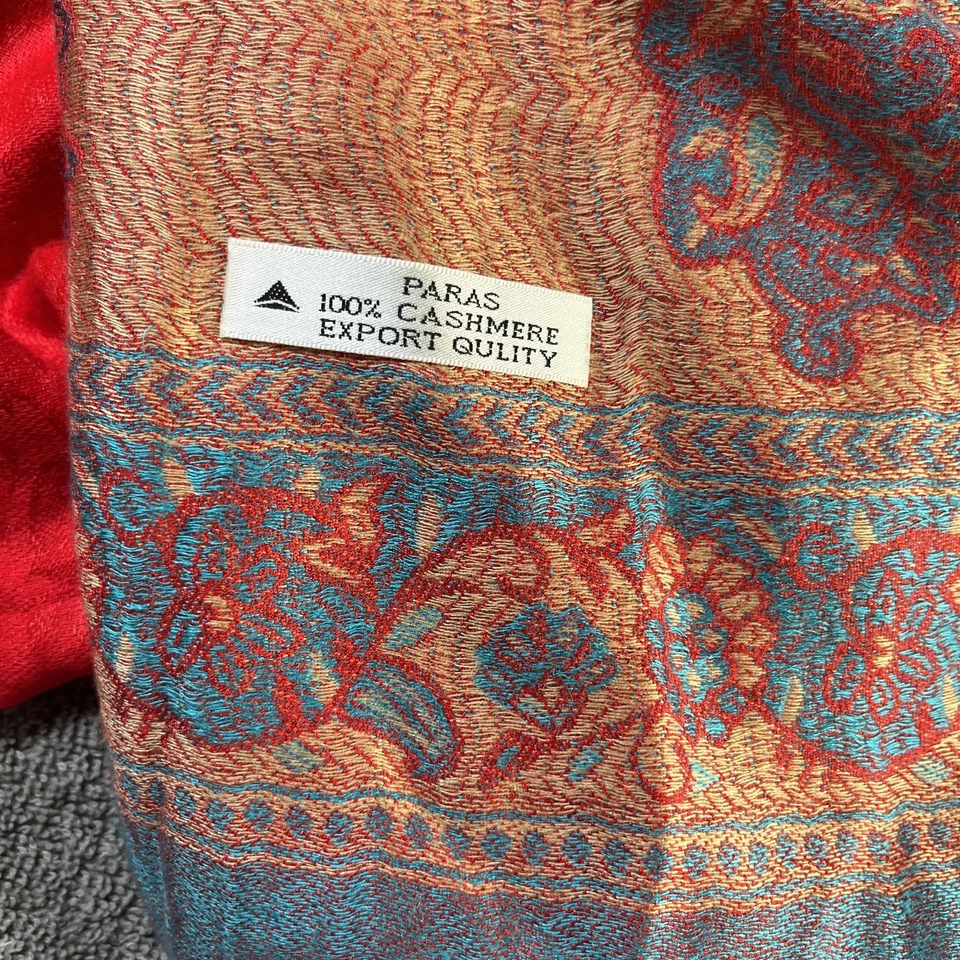 PARAS
100% CASHMERE
EXPORT QULITY